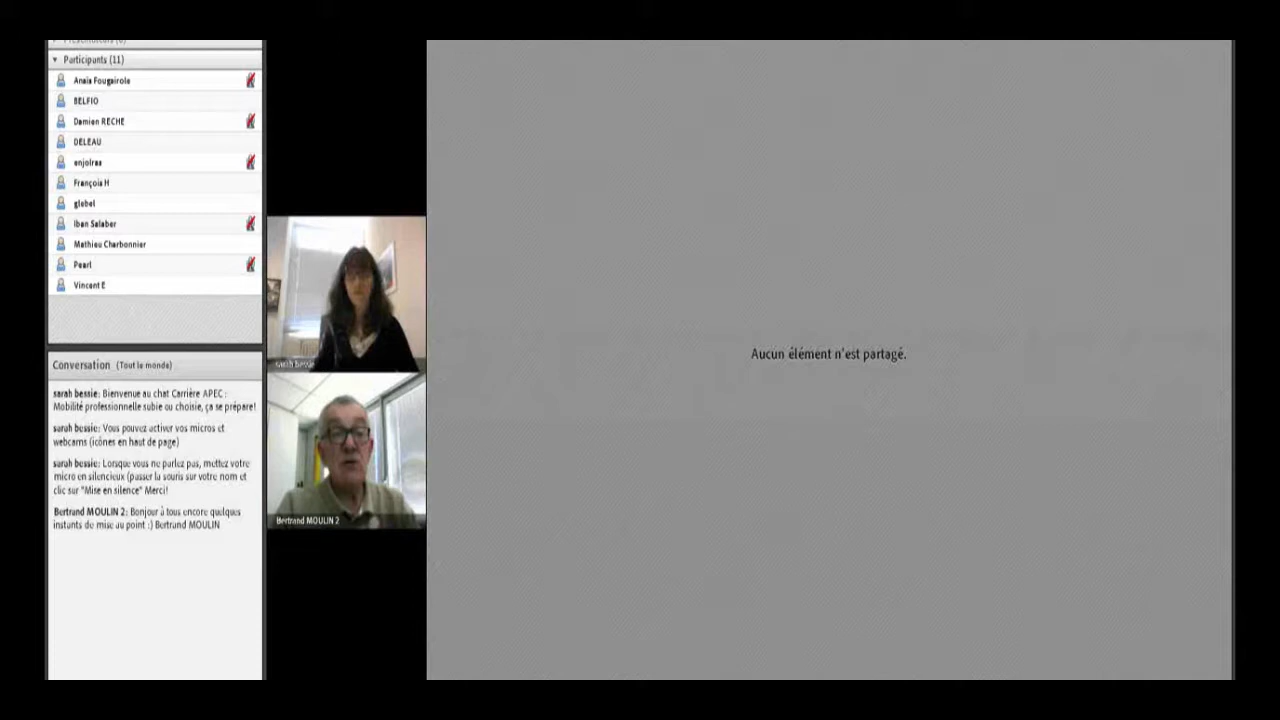 Participants (11)
Anais Fougairole
BELFIO
Damien RECHE
DELEAU
enjolras
François H
globel
Iban Salaber
Mathieu Charbonnier
Pearl
Vincent E
sarah bessie
Bertrand MOULIN 2
Conversation (Tout le monde)
sarah bessie: Bienvenue au chat Carrière APEC :
Mobilité professionnelle subie ou choisie, ça se prépare!
sarah bessie: Vous pouvez activer vos micros et
webcams (icônes en haut de page)
sarah bessie: Lorsque vous ne parlez pas, mettez votre
micro en silencieux (passer la souris sur votre nom et
clic sur "Mise en silence" Merci!
Bertrand MOULIN 2: Bonjour à tous encore quelques
instants de mise au point :) Bertrand MOULIN
Aucun élément n'est partagé.